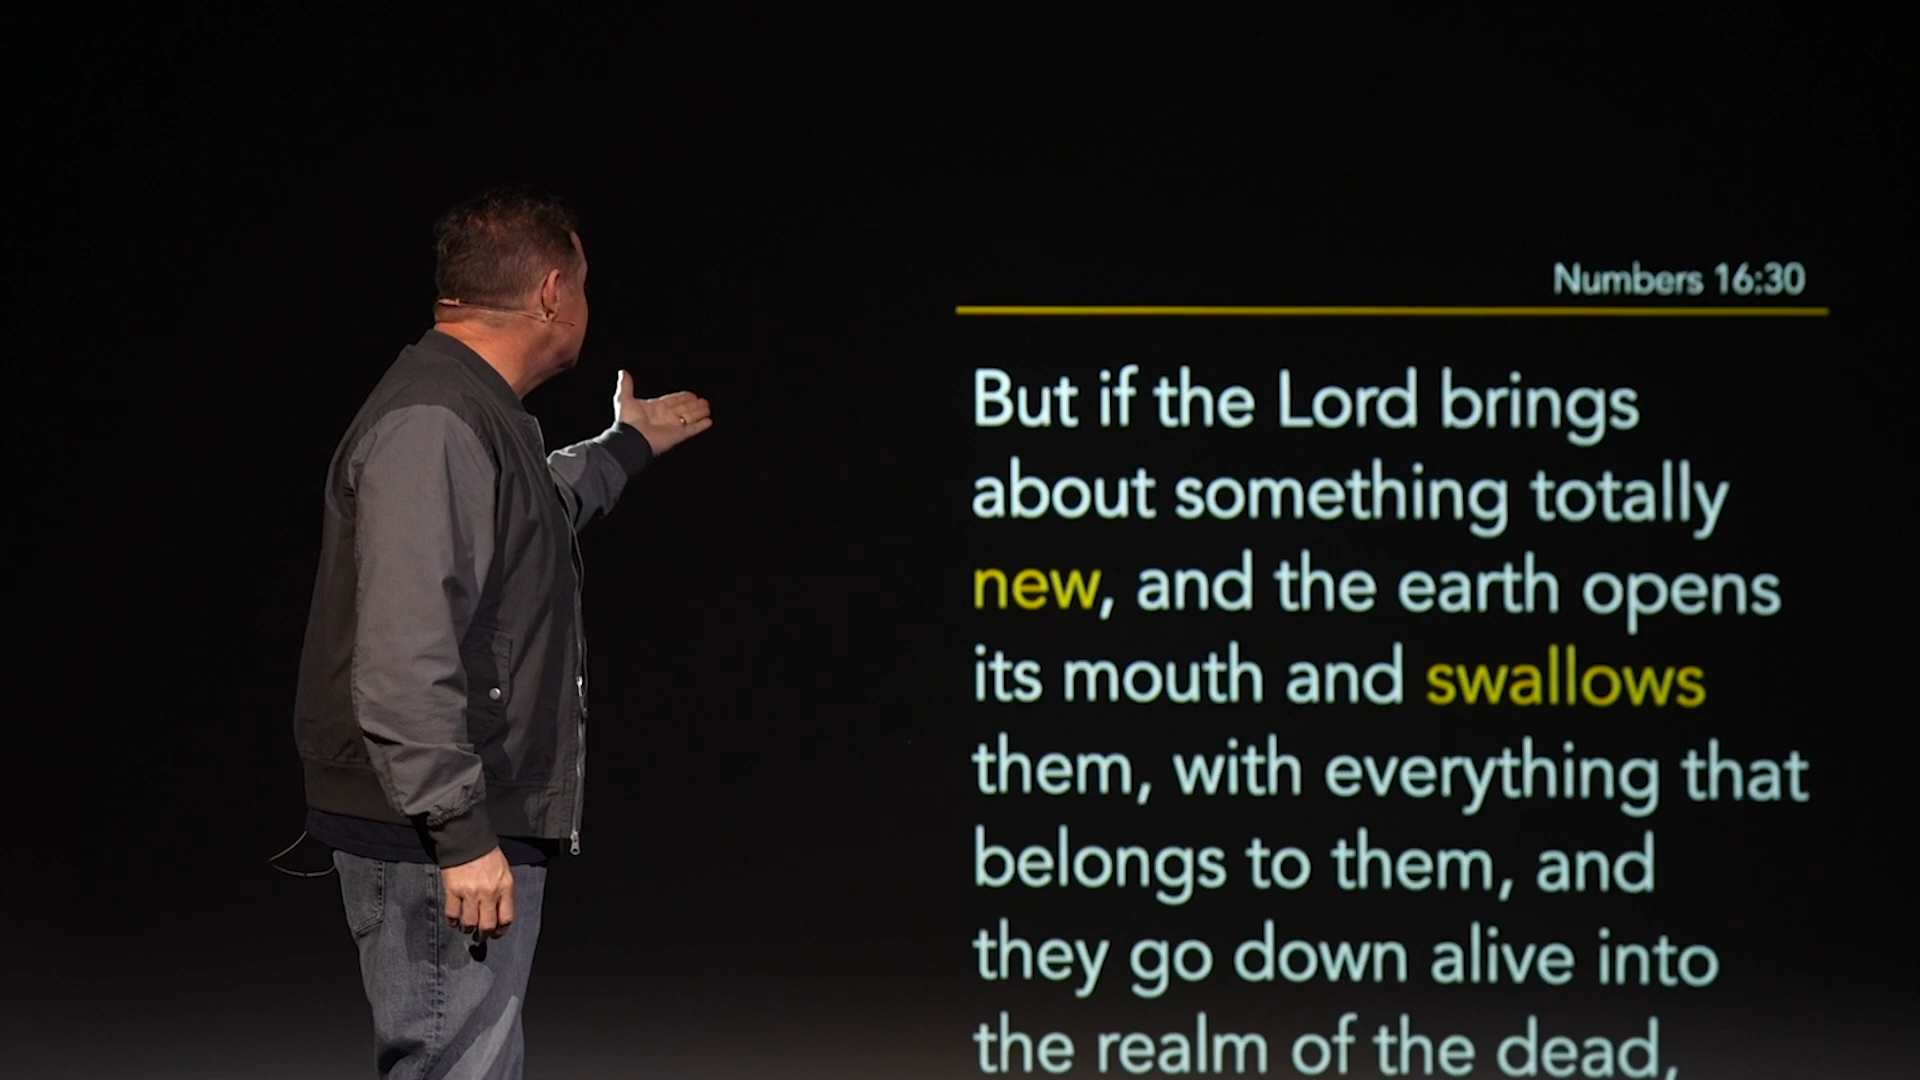 Numbers 16:30
But if the Lord brings
about something totally
new, and the earth opens
its mouth and swallows
them, with everything that
belongs to them, and
they go down alive into
the realm of the dead,